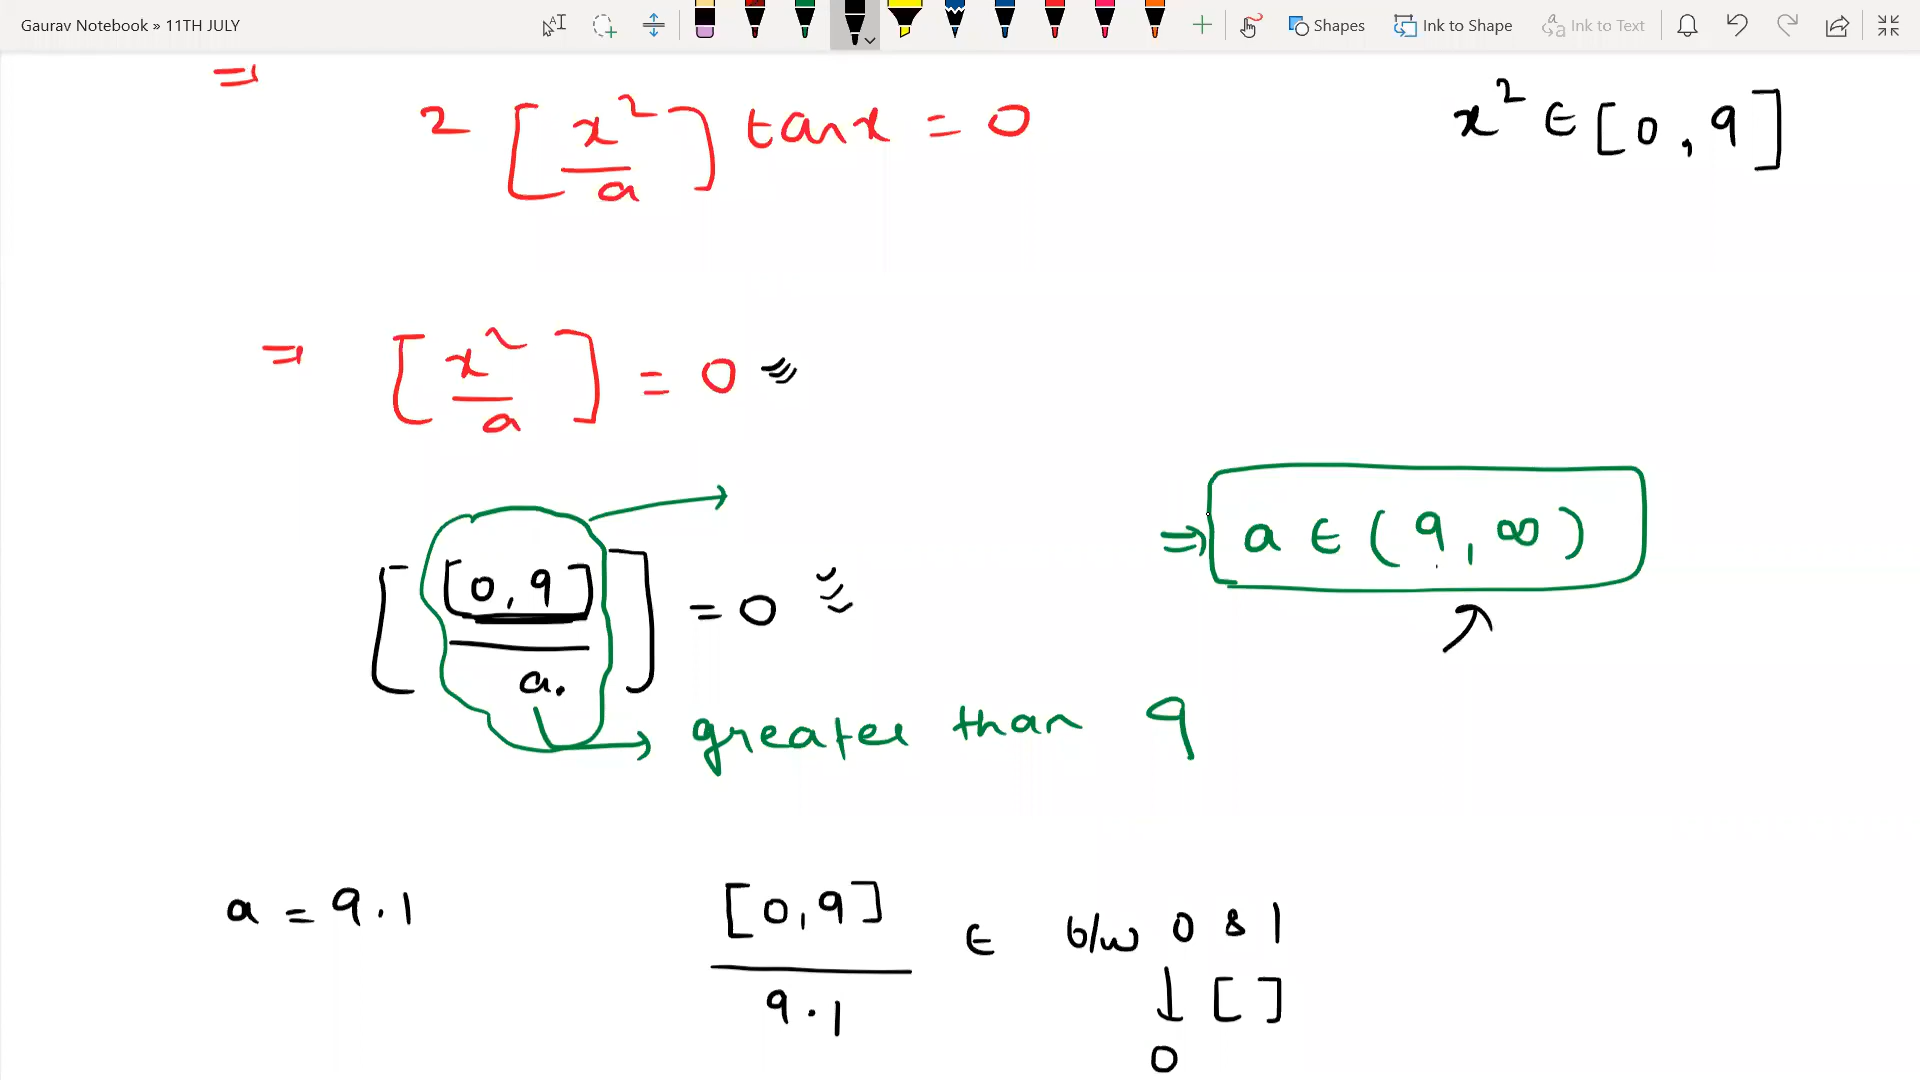 Gaurav Notebook » 11TH JULY
Shapes
Ink to Shape
Ink to Text
⇒
2 [x²/a] tanx = 0
x² ∈ [0, 9]
⇒ [x²/a] = 0
[[0, 9]/a.] = 0
⇒ a ∈ (9, ∞)
greater than 9
a = 9.1
[0, 9]/9.1 ∈ b/w 0 & 1
↓ [ ]
0